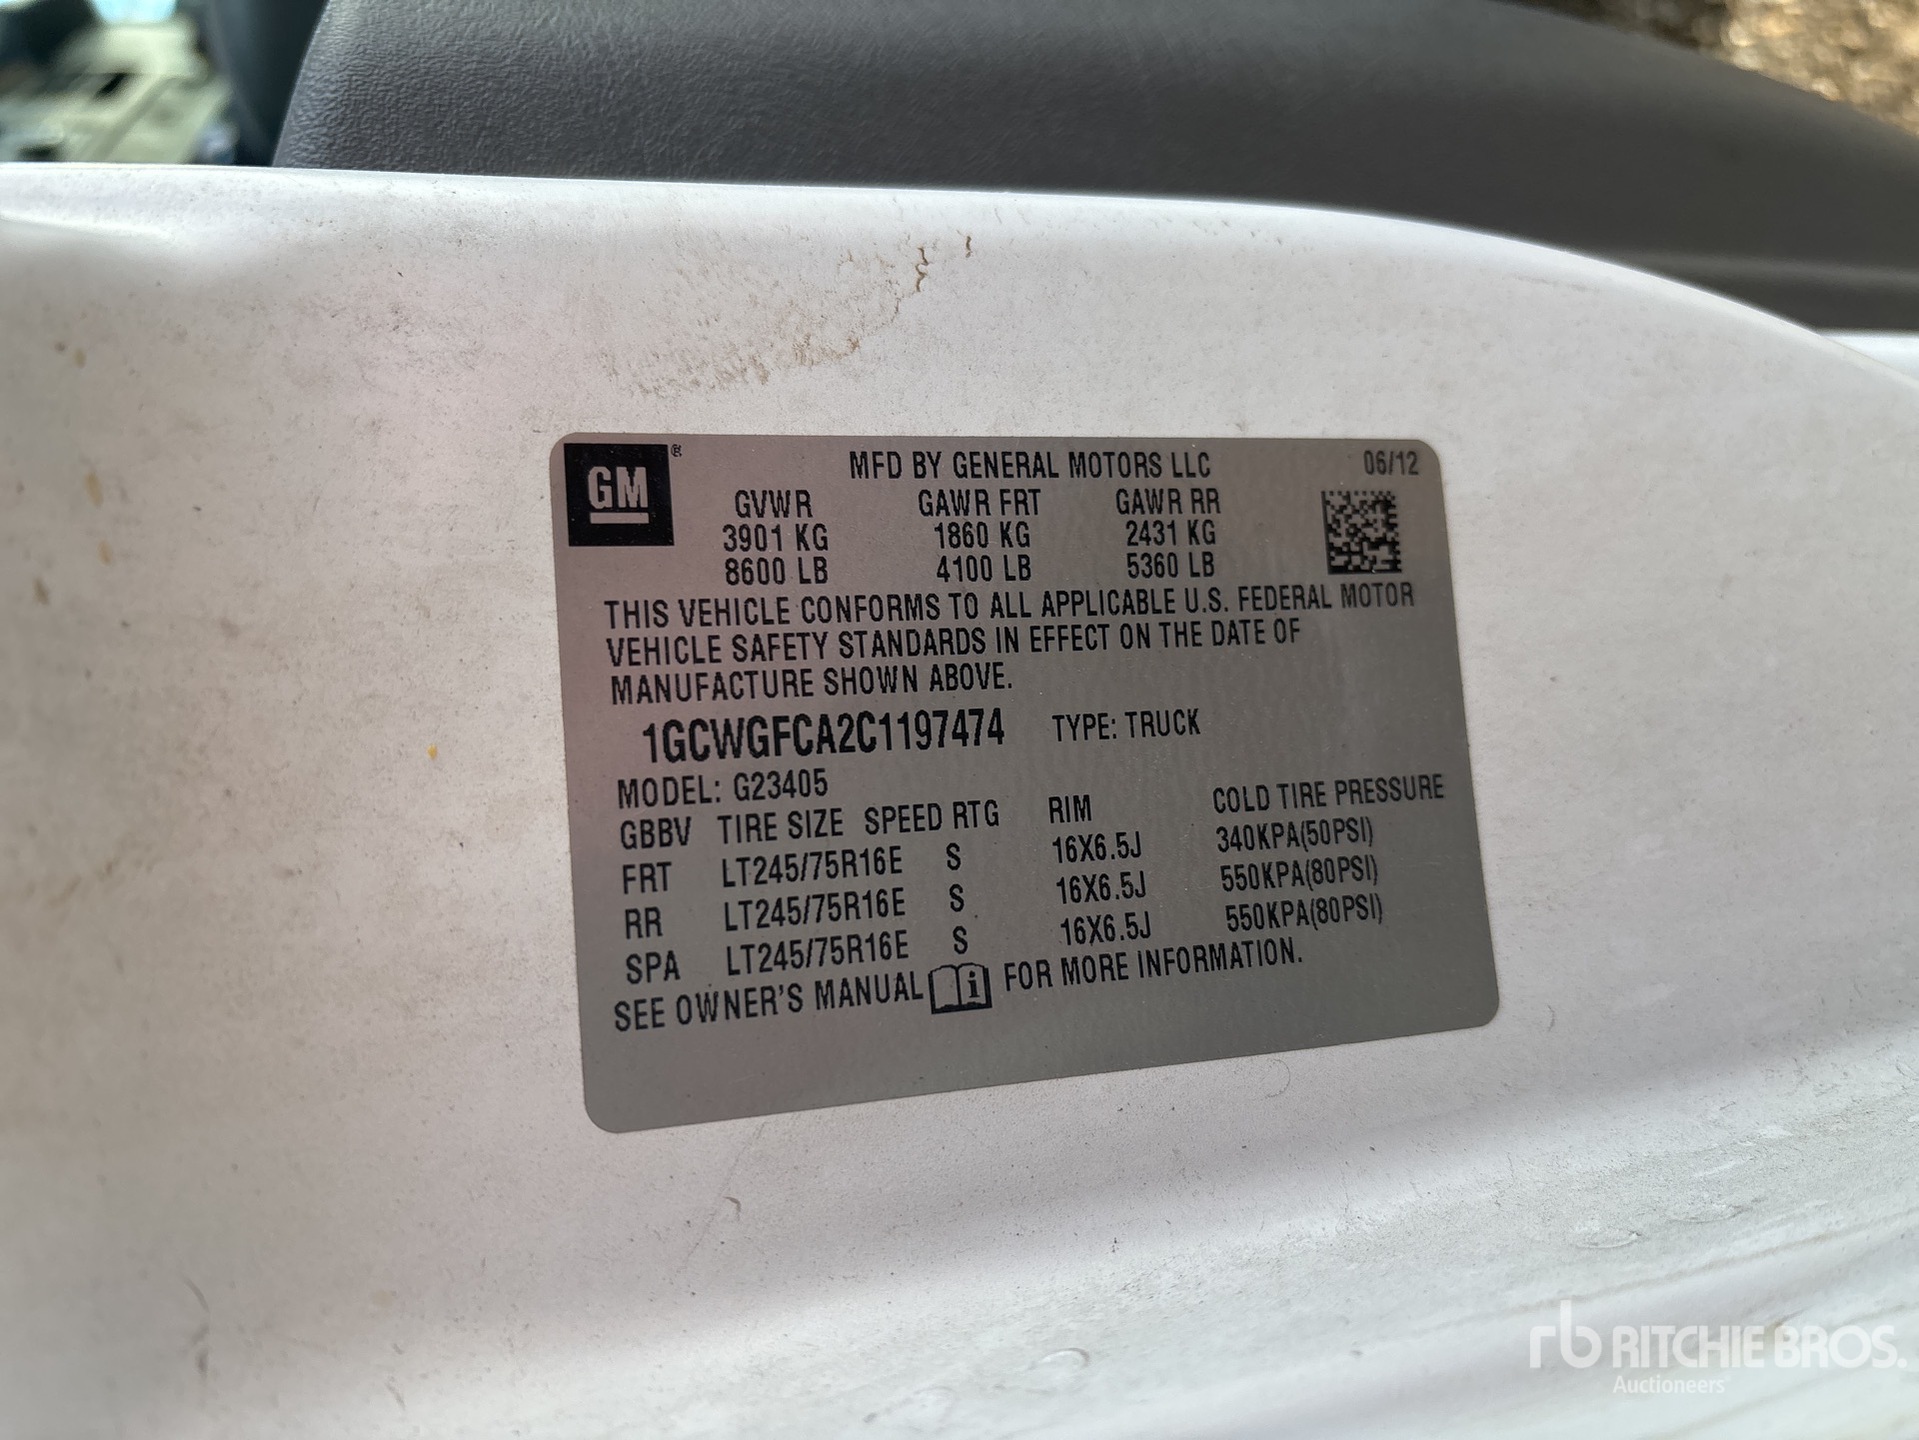 GM
MFD BY GENERAL MOTORS LLC 06/12
GVWR GAWR FRT GAWR RR
3901 KG 1860 KG 2431 KG
8600 LB 4100 LB 5360 LB
THIS VEHICLE CONFORMS TO ALL APPLICABLE U.S. FEDERAL MOTOR
VEHICLE SAFETY STANDARDS IN EFFECT ON THE DATE OF
MANUFACTURE SHOWN ABOVE.
1GCWGFCA2C1197474 TYPE: TRUCK
MODEL: G23405
GBBV TIRE SIZE SPEED RTG RIM COLD TIRE PRESSURE
FRT LT245/75R16E S 16X6.5J 340KPA(50PSI)
RR LT245/75R16E S 16X6.5J 550KPA(80PSI)
SPA LT245/75R16E S 16X6.5J 550KPA(80PSI)
SEE OWNER'S MANUAL FOR MORE INFORMATION.
rb RITCHIE BROS.
Auctioneers